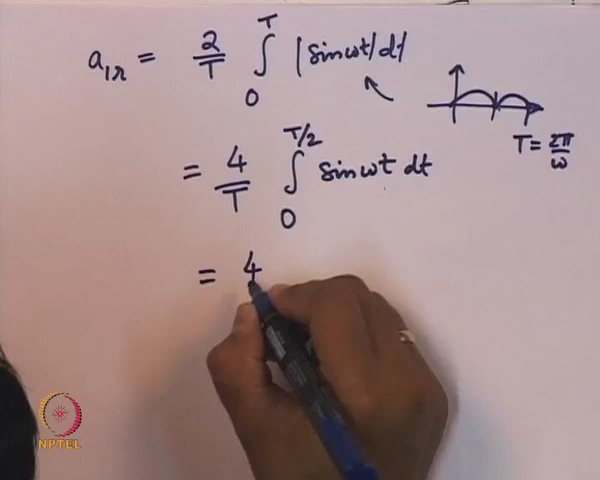 a₁ᵣ = 2/T ∫₀ᵀ |sinωt| dt
T = 2π/ω
= 4/T ∫₀^{T/2} sinωt dt
= 4
NPTEL